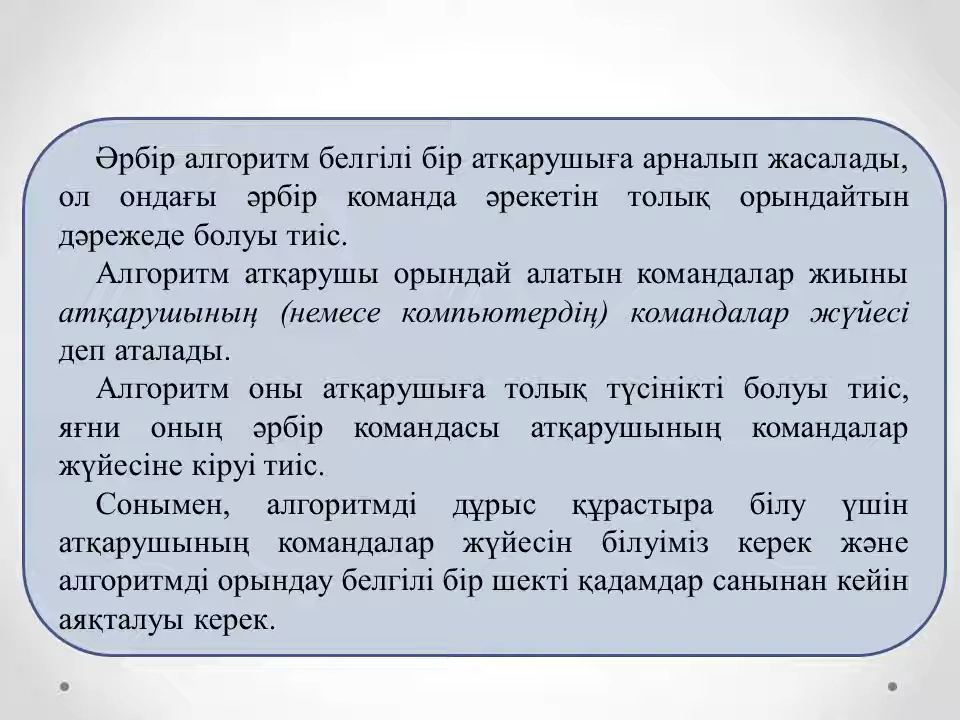 Әрбір алгоритм белгілі бір атқарушыға арналып жасалады,
ол ондағы әрбір команда әрекетін толық орындайтын
дәрежеде болуы тиіс.
Алгоритм атқарушы орындай алатын командалар жиыны
атқарушының (немесе компьютердің) командалар жүйесі
деп аталады.
Алгоритм оны атқарушыға толық түсінікті болуы тиіс,
яғни оның әрбір командасы атқарушының командалар
жүйесіне кіруі тиіс.
Сонымен, алгоритмді дұрыс құрастыра білу үшін
атқарушының командалар жүйесін білуіміз керек және
алгоритмді орындау белгілі бір шекті қадамдар санынан кейін
аяқталуы керек.